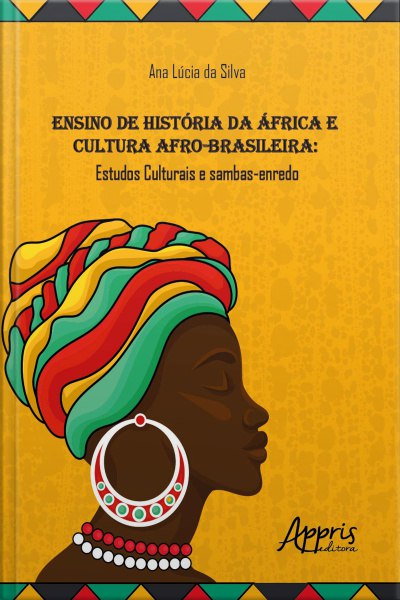 Ana Lúcia da Silva
ENSINO DE HISTÓRIA DA ÁFRICA E
CULTURA AFRO-BRASILEIRA:
Estudos Culturais e sambas-enredo
Appris
editora